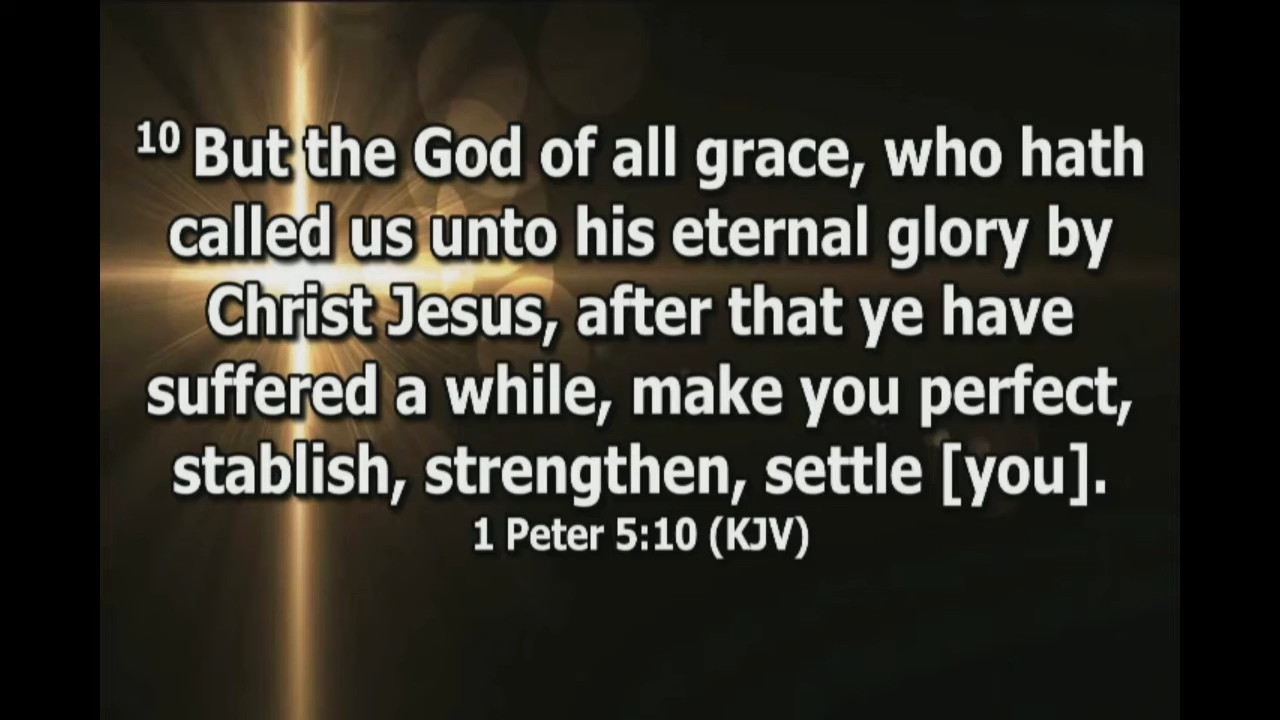 10 But the God of all grace, who hath
called us unto his eternal glory by
Christ Jesus, after that ye have
suffered a while, make you perfect,
stablish, strengthen, settle [you].
1 Peter 5:10 (KJV)